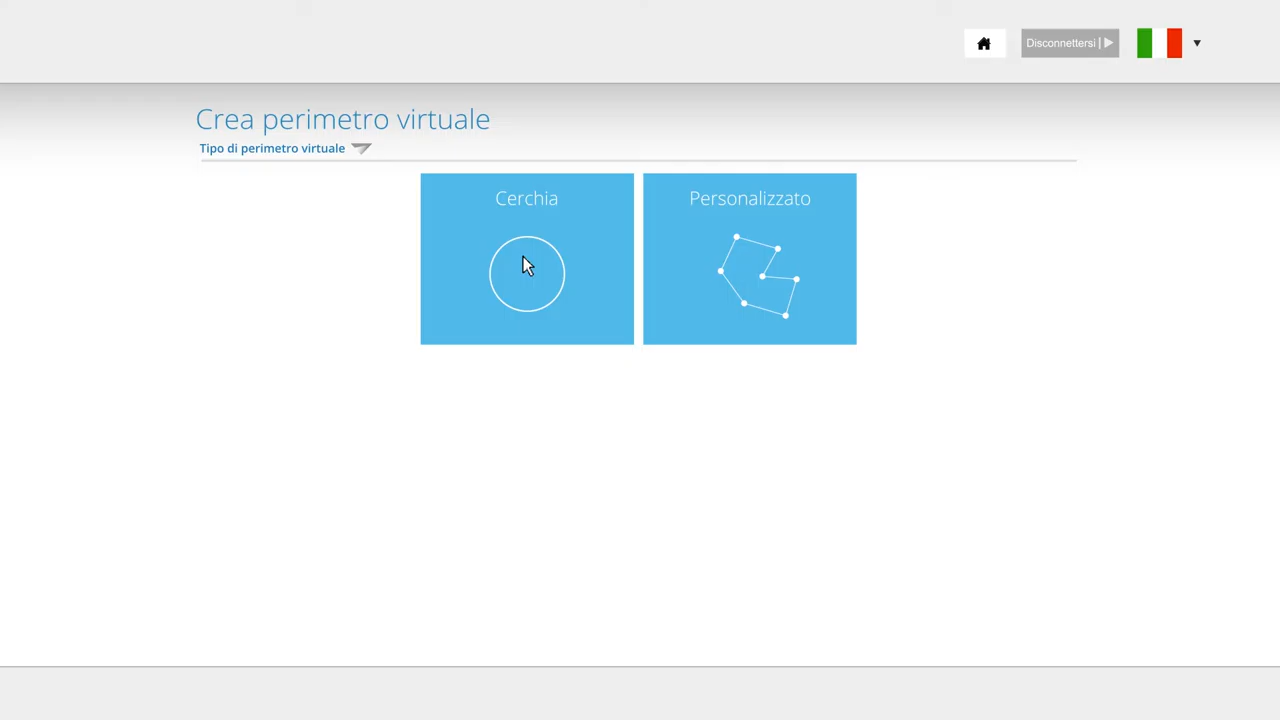 Disconnettersi |
Crea perimetro virtuale
Tipo di perimetro virtuale
Cerchia
Personalizzato